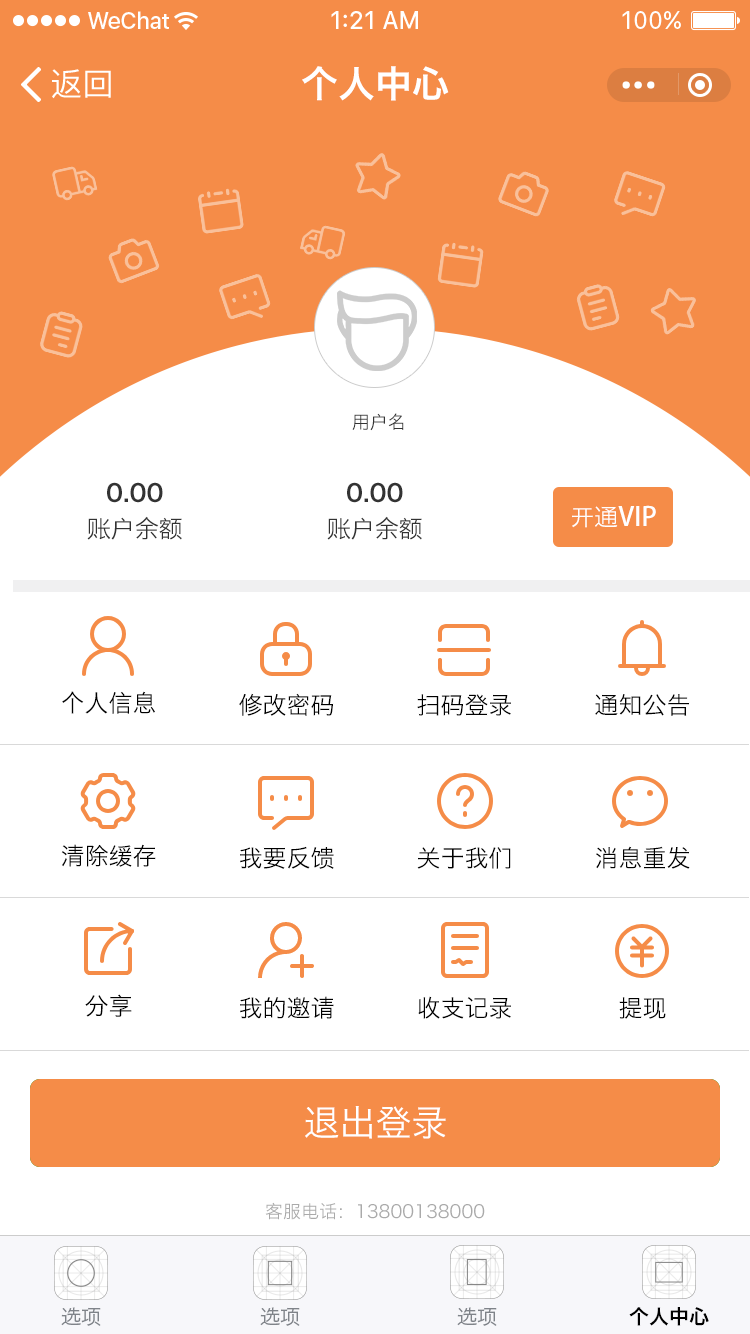 WeChat 1:21 AM 100%
返回 个人中心
用户名
0.00 0.00
账户余额 账户余额 开通VIP
个人信息 修改密码 扫码登录 通知公告
清除缓存 我要反馈 关于我们 消息重发
分享 我的邀请 收支记录 提现
退出登录
客服电话：13800138000
选项 选项 选项 个人中心